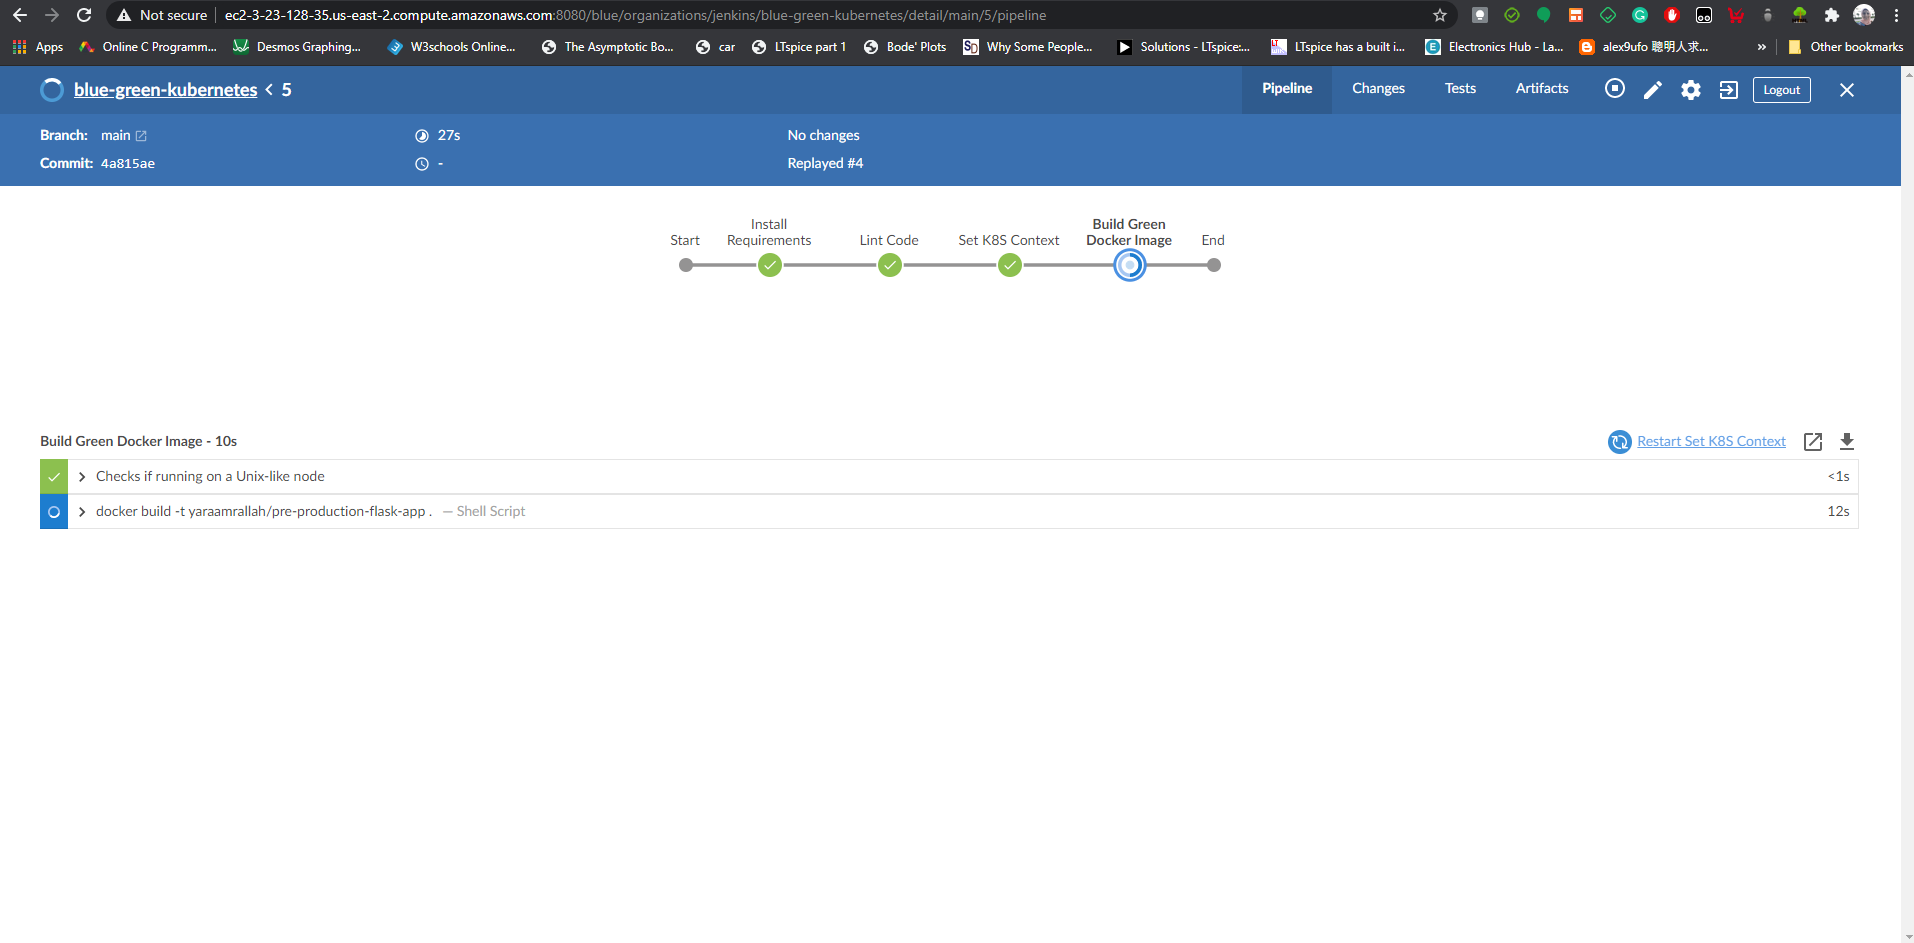 Not secure ec2-3-23-128-35.us-east-2.compute.amazonaws.com:8080/blue/organizations/jenkins/blue-green-kubernetes/detail/main/5/pipeline
Apps Online C Programm... Desmos Graphing... W3schools Online... The Asymptotic Bo... car LTspice part 1 Bode' Plots Why Some People... Solutions - LTspice:... LTspice has a built i... Electronics Hub - La... alex9ufo 聰明人求... » Other bookmarks
blue-green-kubernetes < 5 Pipeline Changes Tests Artifacts Logout
Branch: main 27s No changes
Commit: 4a815ae - Replayed #4
Start Install Requirements Lint Code Set K8S Context Build Green Docker Image End
Build Green Docker Image - 10s Restart Set K8S Context
Checks if running on a Unix-like node <1s
docker build -t yaraamrallah/pre-production-flask-app . — Shell Script 12s